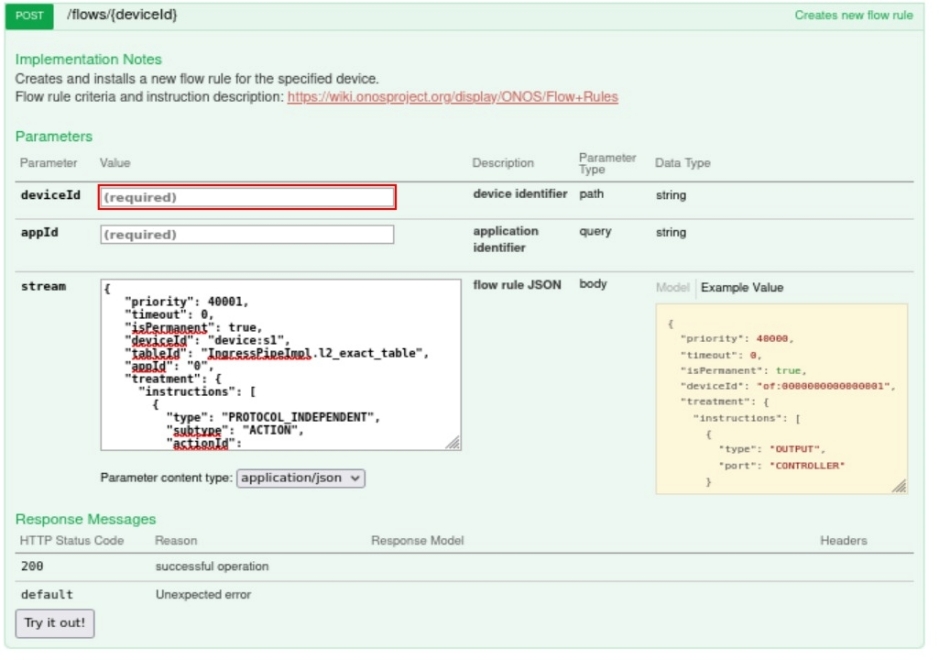 POST /flows/{deviceId} Creates new flow rule
Implementation Notes
Creates and installs a new flow rule for the specified device.
Flow rule criteria and instruction description: https://wiki.onosproject.org/display/ONOS/Flow+Rules
Parameters
Parameter Value Description Parameter Type Data Type
deviceId (required) device identifier path string
appId (required) application identifier query string
stream flow rule JSON body Model Example Value
{
"priority": 40001,
"timeout": 0,
"isPermanent": true,
"deviceId": "device:s1",
"tableId": "IngressPipeImpl.l2_exact_table",
"appId": "0",
"treatment": {
"instructions": [
{
"type": "PROTOCOL_INDEPENDENT",
"subtype": "ACTION",
"actionId":
{
"priority": 40000,
"timeout": 0,
"isPermanent": true,
"deviceId": "of:0000000000000001",
"treatment": {
"instructions": [
{
"type": "OUTPUT",
"port": "CONTROLLER"
}
Parameter content type: application/json
Response Messages
HTTP Status Code Reason Response Model Headers
200 successful operation
default Unexpected error
Try it out!